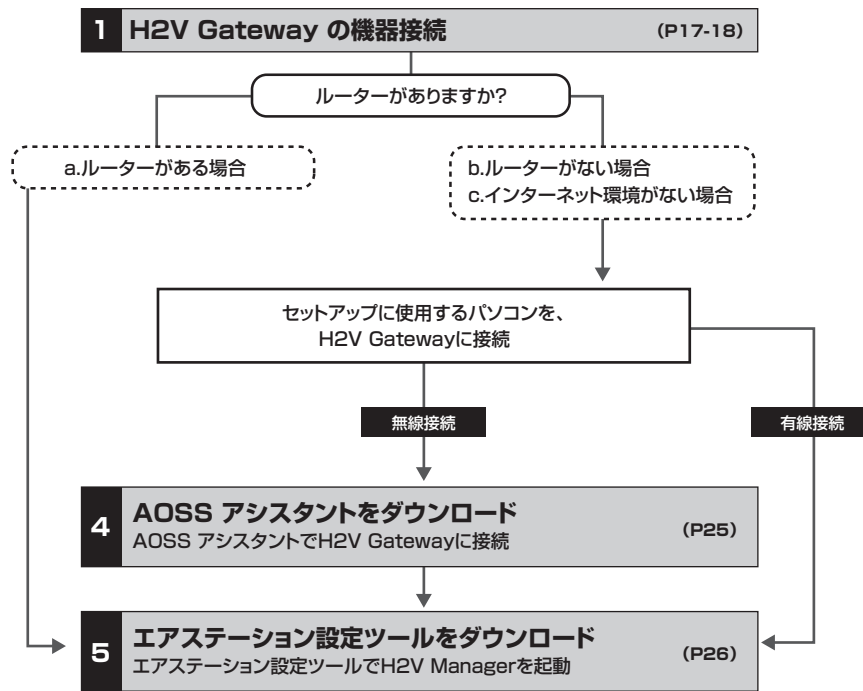 1 H2V Gateway の機器接続 (P17-18)
ルーターがありますか?
a.ルーターがある場合
b.ルーターがない場合
c.インターネット環境がない場合
セットアップに使用するパソコンを、
H2V Gatewayに接続
無線接続
有線接続
4 AOSS アシスタントをダウンロード (P25)
AOSS アシスタントでH2V Gatewayに接続
5 エアステーション設定ツールをダウンロード (P26)
エアステーション設定ツールでH2V Managerを起動